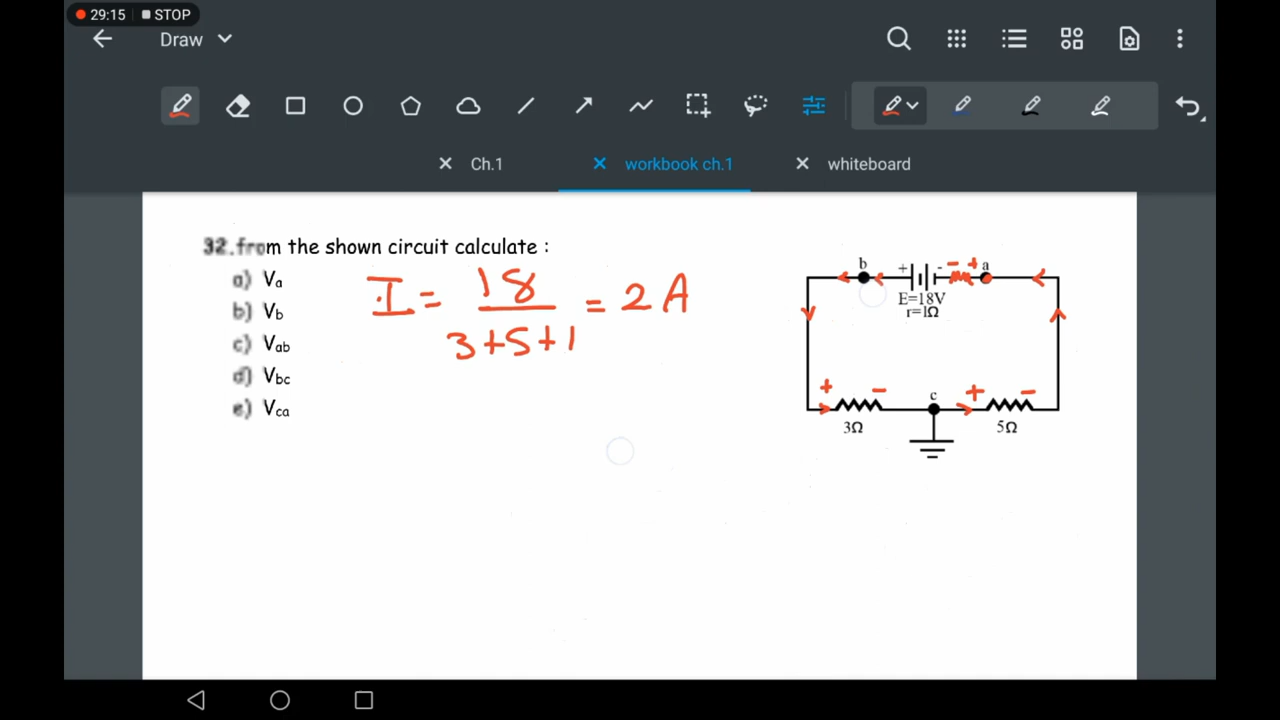 29:15 STOP
Draw
Ch.1 workbook ch.1 whiteboard
32.from the shown circuit calculate :
a) Va
b) Vb
c) Vab
d) Vbc
e) Vca
I = 18 / 3+5+1 = 2 A
b + - - + a
E=18V
r=1Ω
+ - c + -
3Ω 5Ω